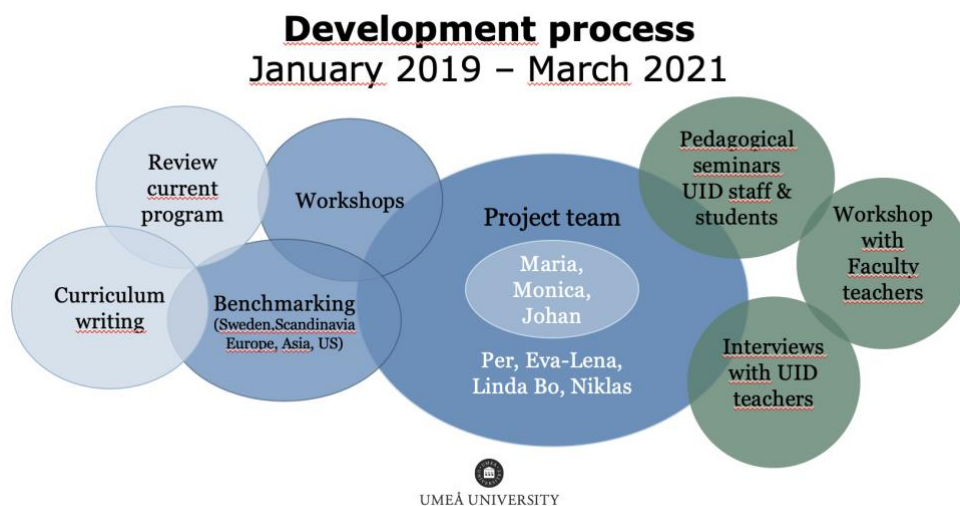 Development process
January 2019 – March 2021
Review
current
program
Workshops
Curriculum
writing
Benchmarking
(Sweden,Scandinavia
Europe, Asia, US)
Project team
Maria,
Monica,
Johan
Per, Eva-Lena,
Linda Bo, Niklas
Pedagogical
seminars
UID staff &
students
Workshop
with
Faculty
teachers
Interviews
with UID
teachers
UMEÅ UNIVERSITY